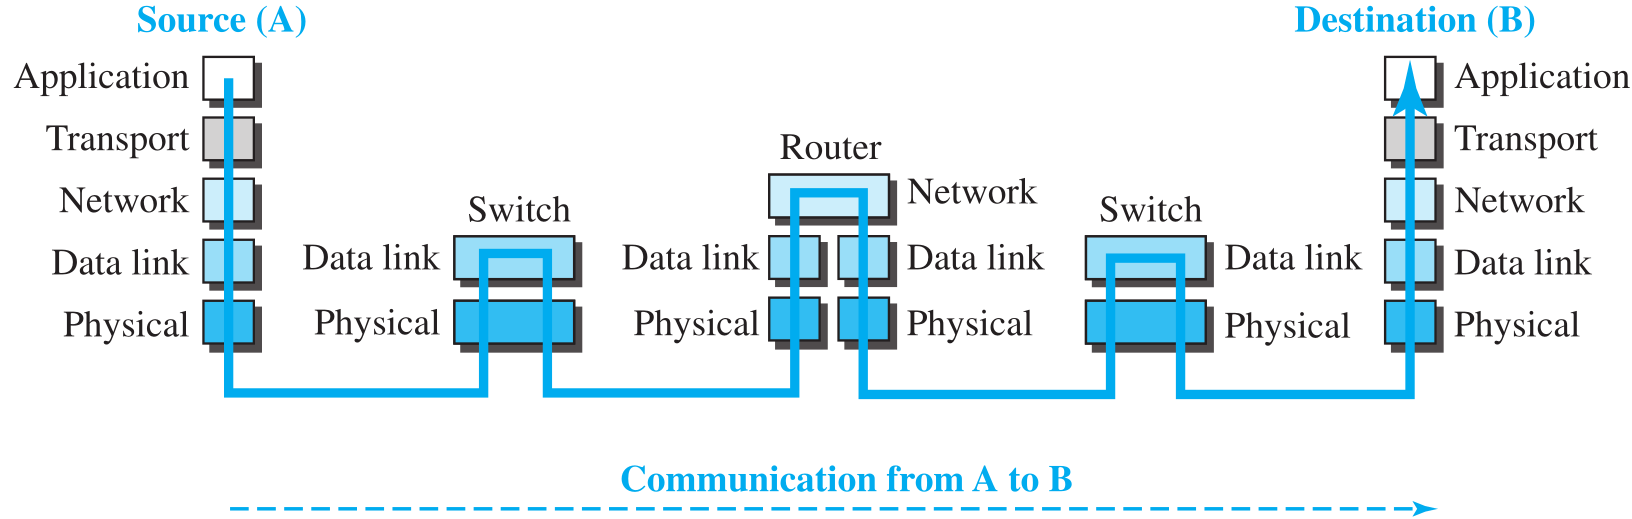 Source (A)
Destination (B)
Application
Transport
Network
Data link
Physical
Switch
Data link
Physical
Router
Network
Data link
Data link
Physical
Physical
Switch
Data link
Physical
Application
Transport
Network
Data link
Physical
Communication from A to B